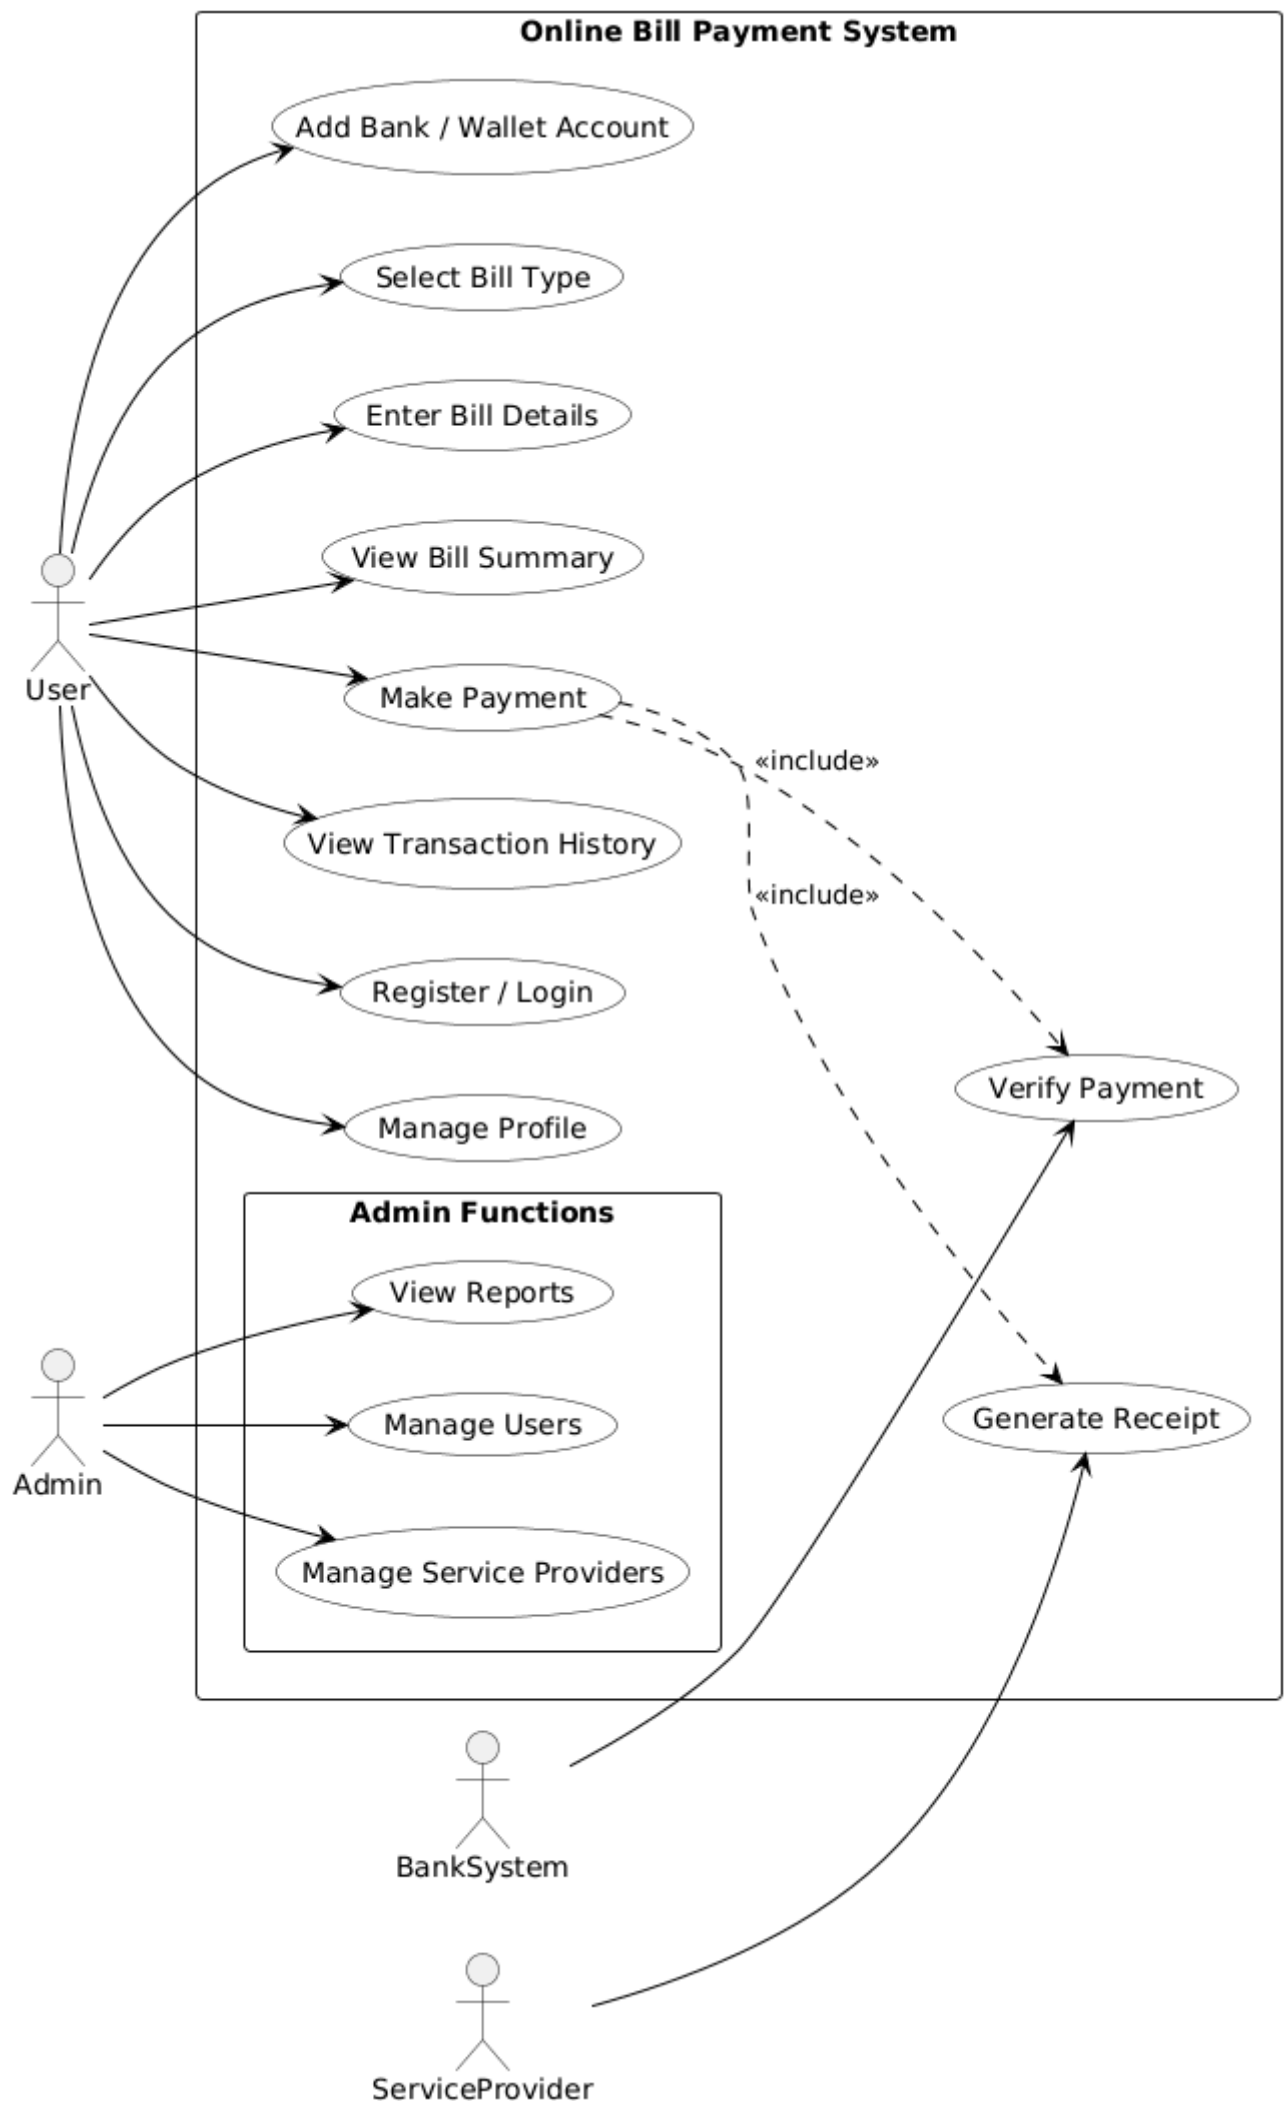 Online Bill Payment System
Add Bank / Wallet Account
Select Bill Type
Enter Bill Details
View Bill Summary
User
Make Payment
«include»
View Transaction History
«include»
Register / Login
Verify Payment
Manage Profile
Admin Functions
View Reports
Manage Users
Generate Receipt
Admin
Manage Service Providers
BankSystem
ServiceProvider